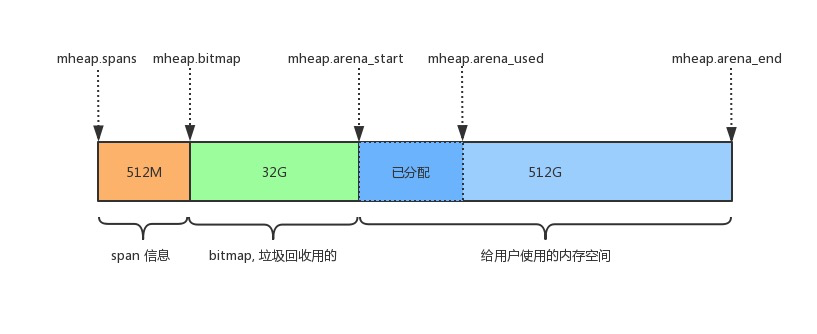 mheap.spans
mheap.bitmap
mheap.arena_start
mheap.arena_used
mheap.arena_end
512M
32G
已分配
512G
span 信息
bitmap, 垃圾回收用的
给用户使用的内存空间